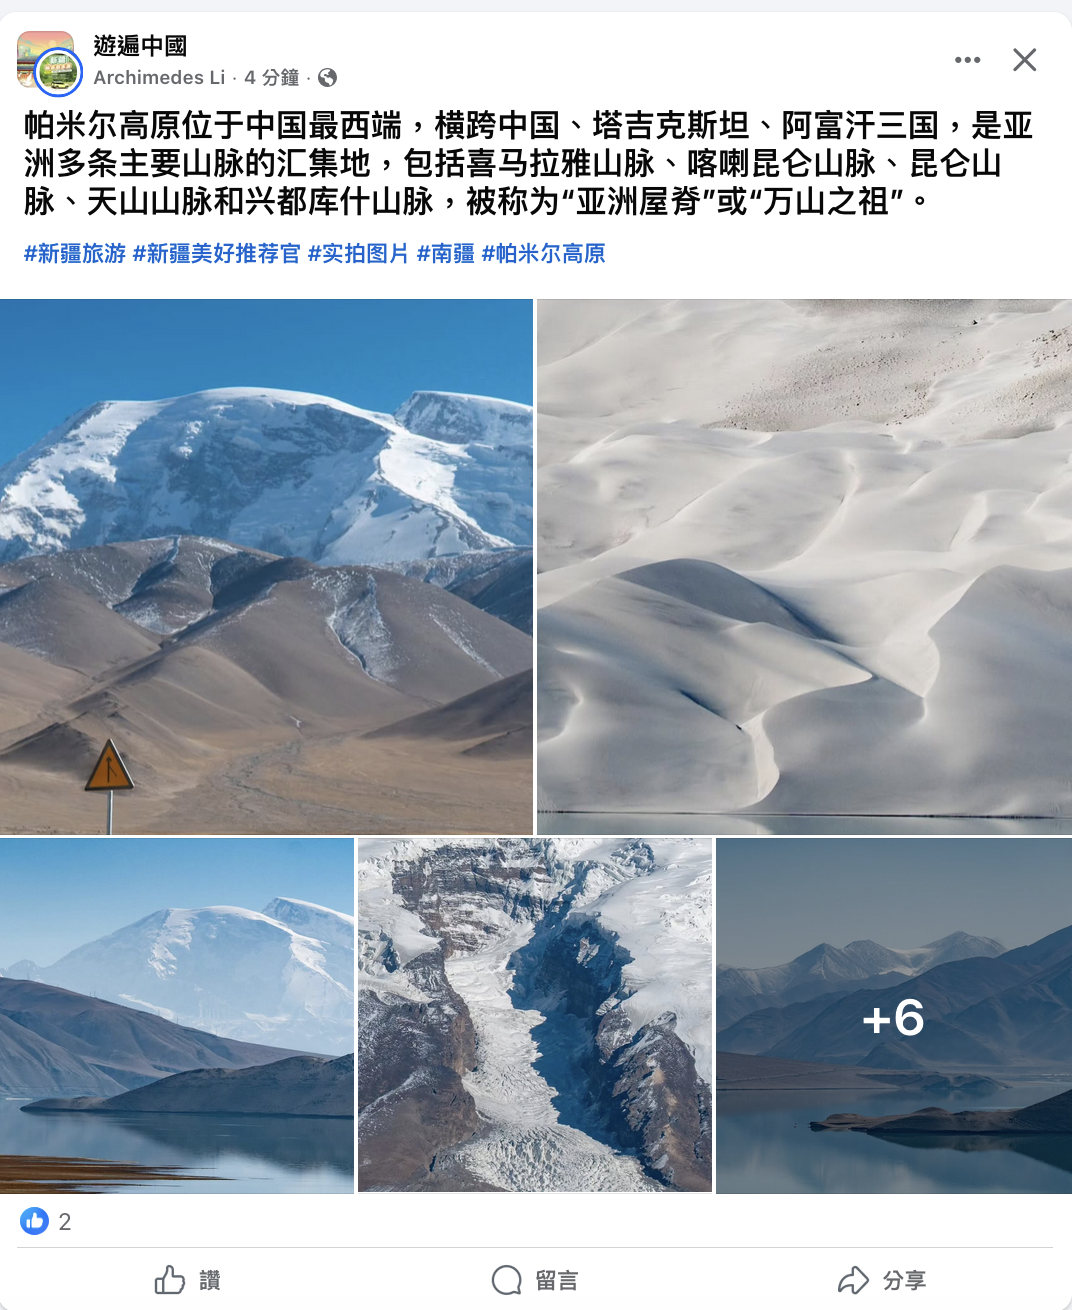 遊遍中國
Archimedes Li · 4 分鐘 ·
帕米尔高原位于中国最西端，横跨中国、塔吉克斯坦、阿富汗三国，是亚
洲多条主要山脉的汇集地，包括喜马拉雅山脉、喀喇昆仑山脉、昆仑山
脉、天山山脉和兴都库什山脉，被称为“亚洲屋脊”或“万山之祖”。
#新疆旅游 #新疆美好推荐官 #实拍图片 #南疆 #帕米尔高原
+6
2
讚
留言
分享